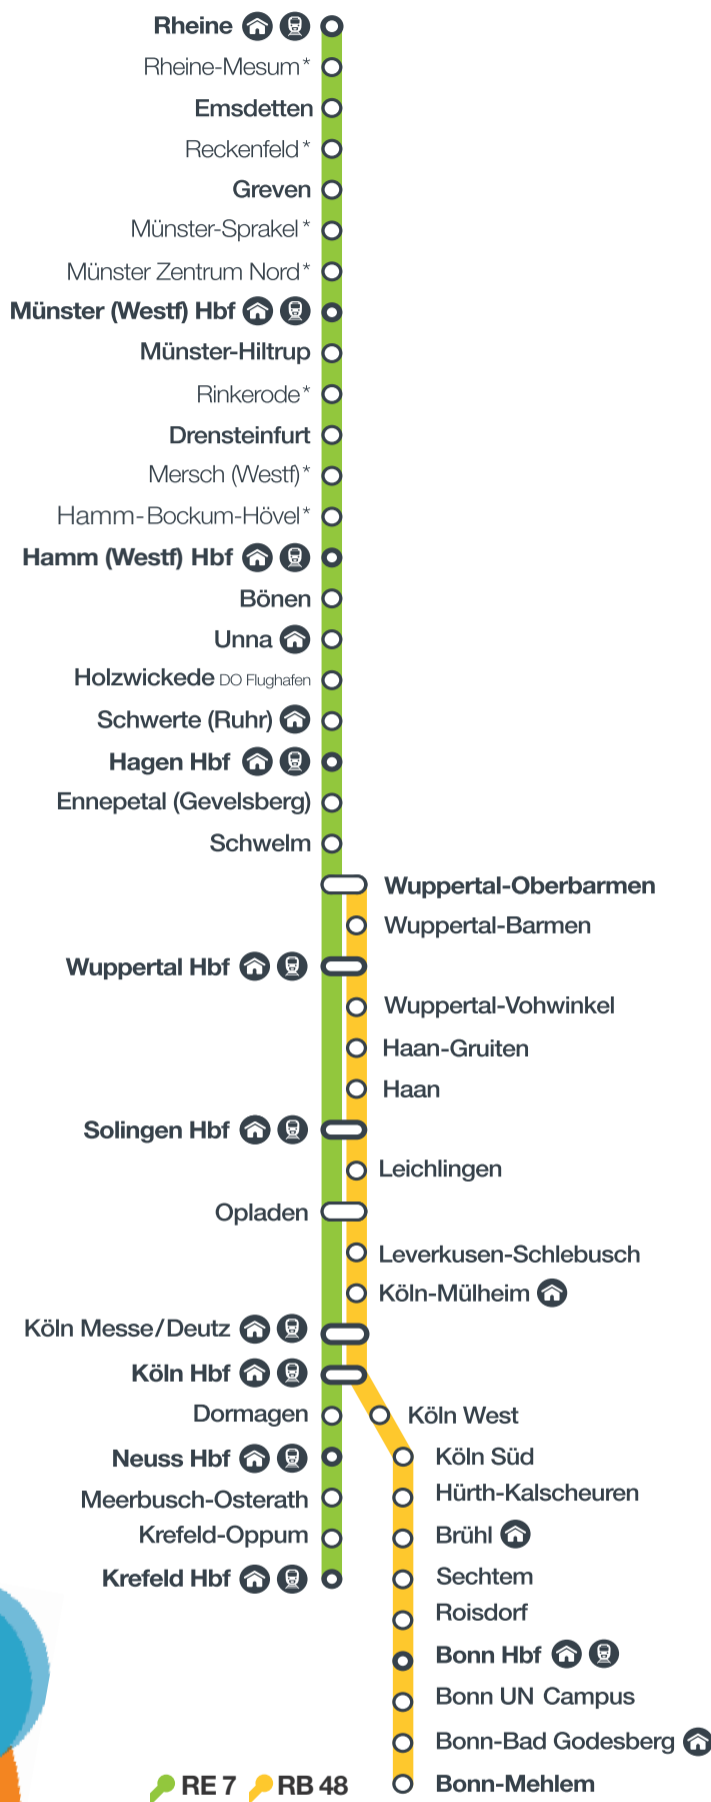 Rheine
Rheine-Mesum*
Emsdetten
Reckenfeld*
Greven
Münster-Sprakel*
Münster Zentrum Nord*
Münster (Westf) Hbf
Münster-Hiltrup
Rinkerode*
Drensteinfurt
Mersch (Westf)*
Hamm-Bockum-Hövel*
Hamm (Westf) Hbf
Bönen
Unna
Holzwickede DO Flughafen
Schwerte (Ruhr)
Hagen Hbf
Ennepetal (Gevelsberg)
Schwelm
Wuppertal-Oberbarmen
Wuppertal-Barmen
Wuppertal Hbf
Wuppertal-Vohwinkel
Haan-Gruiten
Haan
Solingen Hbf
Leichlingen
Opladen
Leverkusen-Schlebusch
Köln-Mülheim
Köln Messe/Deutz
Köln Hbf
Dormagen
Köln West
Neuss Hbf
Köln Süd
Meerbusch-Osterath
Hürth-Kalscheuren
Krefeld-Oppum
Brühl
Krefeld Hbf
Sechtem
Roisdorf
Bonn Hbf
Bonn UN Campus
Bonn-Bad Godesberg
Bonn-Mehlem
RE 7 RB 48